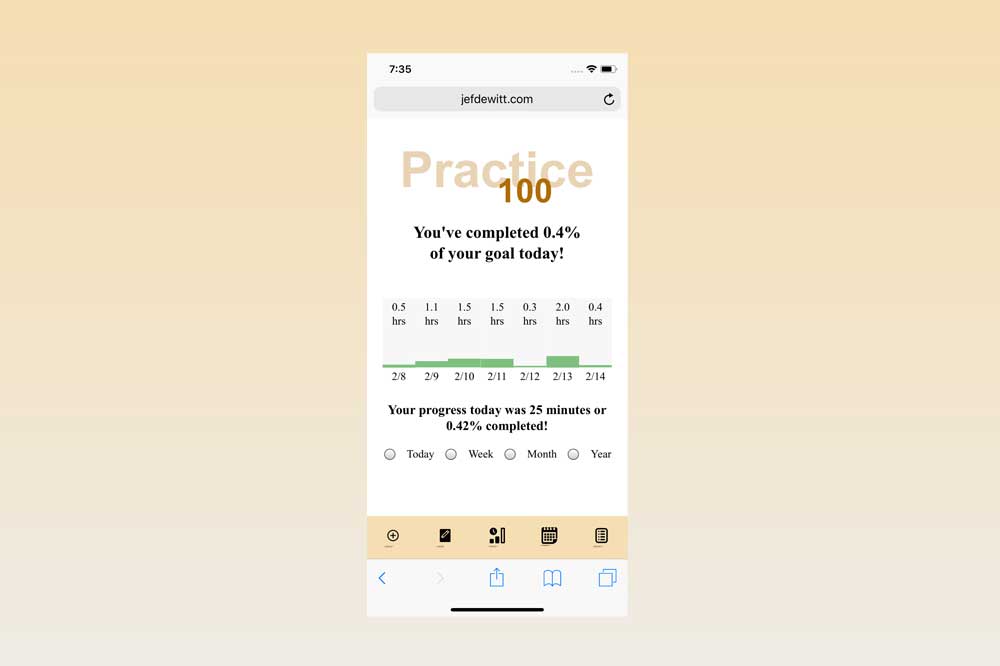 7:35
jefdewitt.com
Practice
100
You've completed 0.4%
of your goal today!
0.5 1.1 1.5 1.5 0.3 2.0 0.4
hrs hrs hrs hrs hrs hrs hrs
2/8 2/9 2/10 2/11 2/12 2/13 2/14
Your progress today was 25 minutes or
0.42% completed!
Today Week Month Year